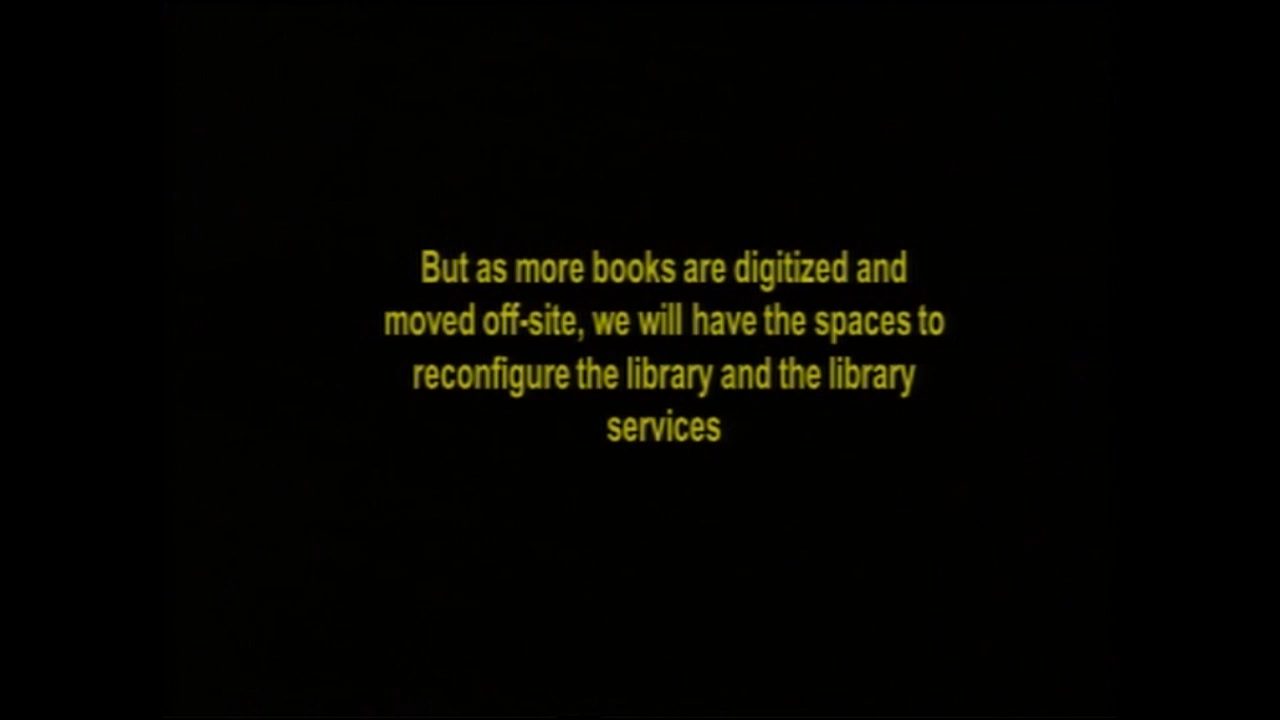 But as more books are digitized and
moved off-site, we will have the spaces to
reconfigure the library and the library
services